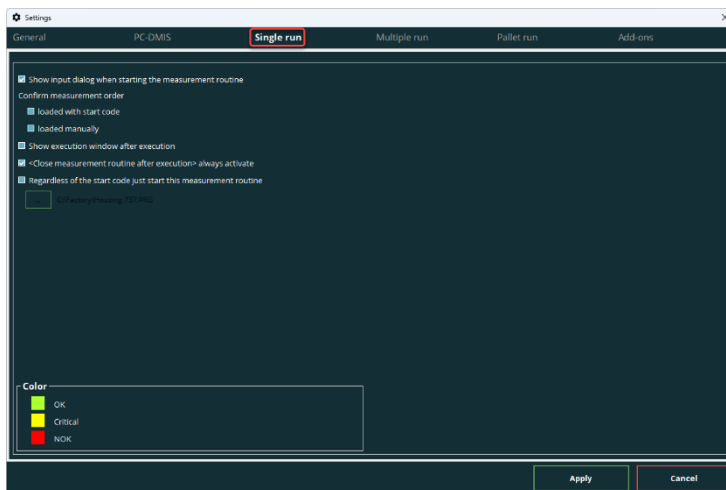 Settings
General PC-DMIS Single run Multiple run Pallet run Add-ons
Show input dialog when starting the measurement routine
Confirm measurement order
loaded with start code
loaded manually
Show execution window after execution
<Close measurement routine after execution> always activate
Regardless of the start code just start this measurement routine
...
Color
OK
Critical
NOK
Apply Cancel